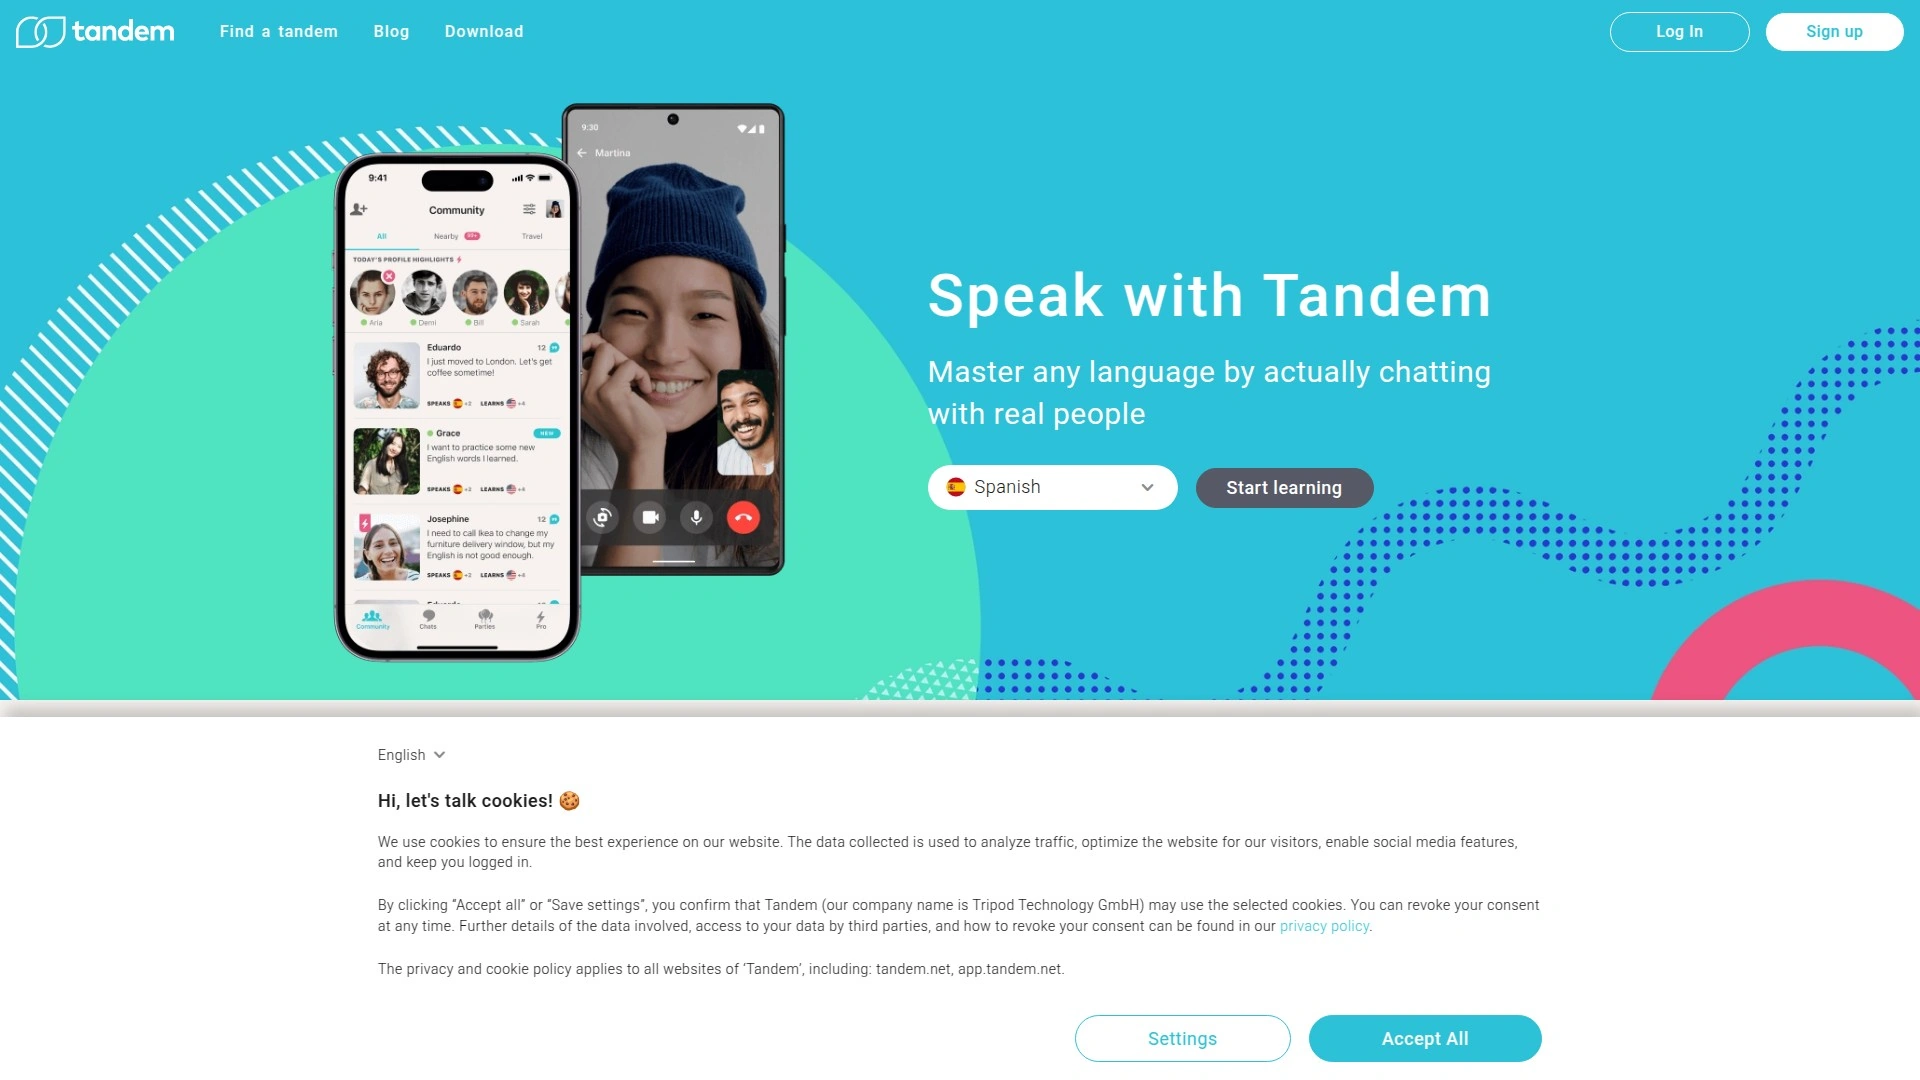 tandem
Find a tandem
Blog
Download
Log In
Sign up
9:41
Community
All
Nearby
Travel
TODAY'S PROFILE HIGHLIGHTS
Aria
Demi
Bill
Sarah
Eduardo
12
I just moved to London. Let's get
coffee sometime!
SPEAKS +2 LEARNS +4
Grace
NEW
I want to practice some new
English words I learned.
SPEAKS +2 LEARNS +4
Josephine
12
I need to call Ikea to change my
furniture delivery window, but my
English is not good enough.
SPEAKS +2 LEARNS +4
Community
Chats
Parties
Pro
9:30
Martina
Speak with Tandem
Master any language by actually chatting
with real people
Spanish
Start learning
English
Hi, let's talk cookies! 🍪
We use cookies to ensure the best experience on our website. The data collected is used to analyze traffic, optimize the website for our visitors, enable social media features,
and keep you logged in.
By clicking “Accept all” or “Save settings”, you confirm that Tandem (our company name is Tripod Technology GmbH) may use the selected cookies. You can revoke your consent
at any time. Further details of the data involved, access to your data by third parties, and how to revoke your consent can be found in our privacy policy.
The privacy and cookie policy applies to all websites of ‘Tandem’, including: tandem.net, app.tandem.net.
Settings
Accept All